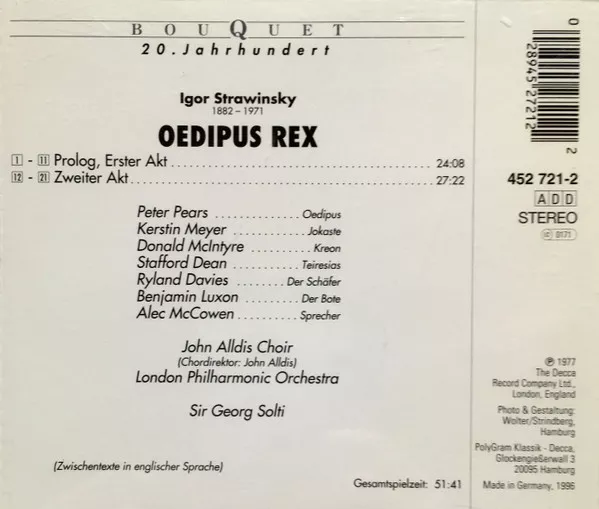 BOUQUET
20. Jahrhundert
Igor Strawinsky
1882 – 1971
OEDIPUS REX
1 - 11 Prolog, Erster Akt 24:08
12 - 21 Zweiter Akt 27:22
Peter Pears Oedipus
Kerstin Meyer Jokaste
Donald McIntyre Kreon
Stafford Dean Teiresias
Ryland Davies Der Schäfer
Benjamin Luxon Der Bote
Alec McCowen Sprecher
John Alldis Choir
(Chordirektor: John Alldis)
London Philharmonic Orchestra
Sir Georg Solti
(Zwischentexte in englischer Sprache)
Gesamtspielzeit: 51:41
0 28945 27212 2
452 721-2
ADD
STEREO
℗ 1977
The Decca
Record Company Ltd.,
London, England
Photo & Gestaltung:
Wolter/Strindberg,
Hamburg
PolyGram Klassik - Decca,
Glockengießerwall 3
20095 Hamburg
Made in Germany, 1996